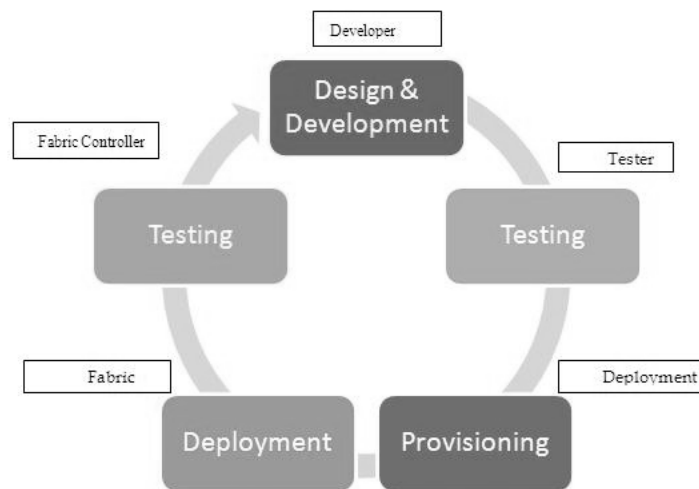 Developer
Design &
Development
Fabric Controller
Tester
Testing
Testing
Fabric
Deployment
Deployment
Provisioning